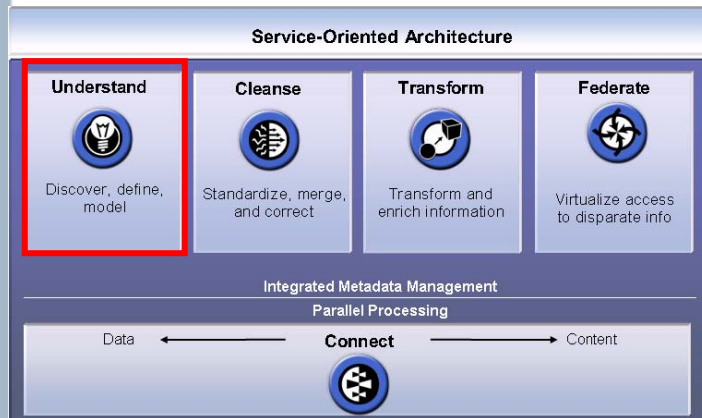 Service-Oriented Architecture
Understand
Discover, define,
model
Cleanse
Standardize, merge,
and correct
Transform
Transform and
enrich information
Federate
Virtualize access
to disparate info
Integrated Metadata Management
Parallel Processing
Data
Connect
Content